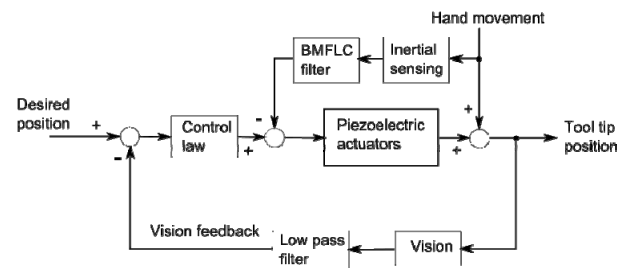 Hand movement
BMFLC
filter
Inertial
sensing
Desired
position
+
-
Control
law
-
+
Piezoelectric
actuators
+
+
Tool tip
position
Vision feedback
Low pass
filter
Vision